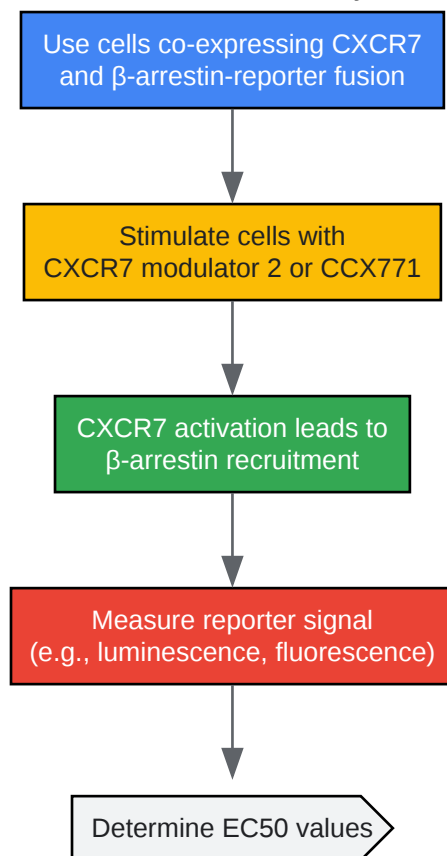 Use cells co-expressing CXCR7
and β-arrestin-reporter fusion
Stimulate cells with
CXCR7 modulator 2 or CCX771
CXCR7 activation leads to
β-arrestin recruitment
Measure reporter signal
(e.g., luminescence, fluorescence)
Determine EC50 values